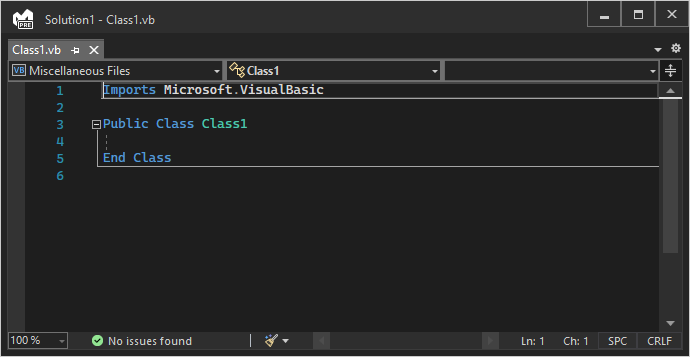 PRE Solution1 - Class1.vb
Class1.vb
VB Miscellaneous Files Class1
1 Imports Microsoft.VisualBasic
2
3 Public Class Class1
4
5 End Class
6
100 % No issues found Ln: 1 Ch: 1 SPC CRLF